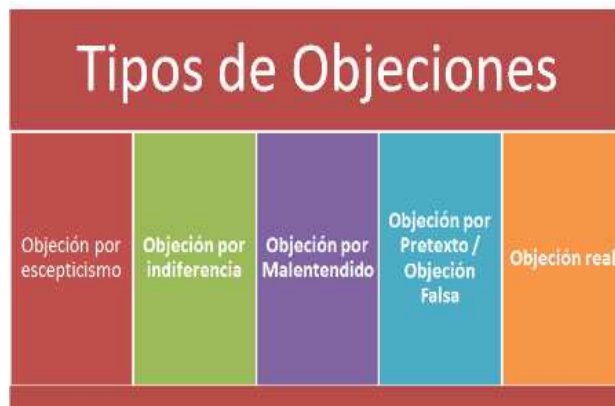 Tipos de Objeciones
Objeción por
escepticismo
Objeción por
indiferencia
Objeción por
Malentendido
Objeción por
Pretexto /
Objeción
Falsa
Objeción real